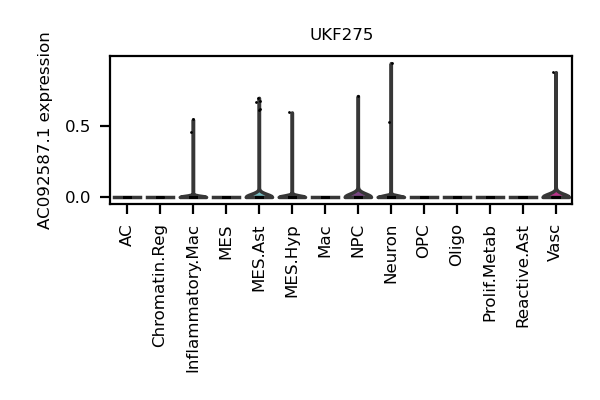 UKF275
AC092587.1 expression
0.5
0.0
AC
Chromatin.Reg
Inflammatory.Mac
MES
MES.Ast
MES.Hyp
Mac
NPC
Neuron
OPC
Oligo
Prolif.Metab
Reactive.Ast
Vasc